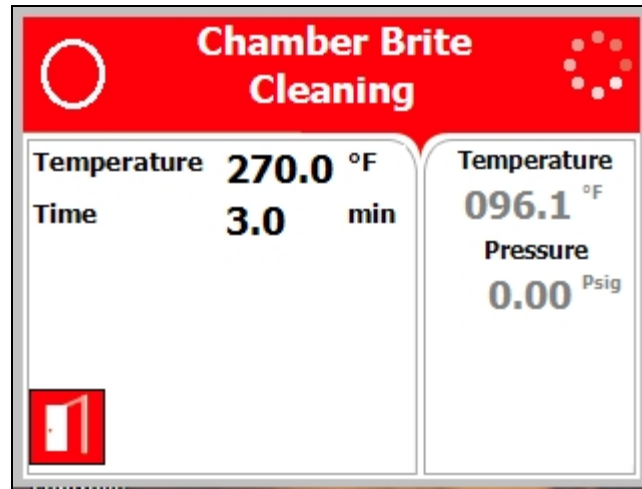 Chamber Brite
Cleaning
Temperature 270.0 °F
Time 3.0 min
Temperature
096.1 °F
Pressure
0.00 Psig